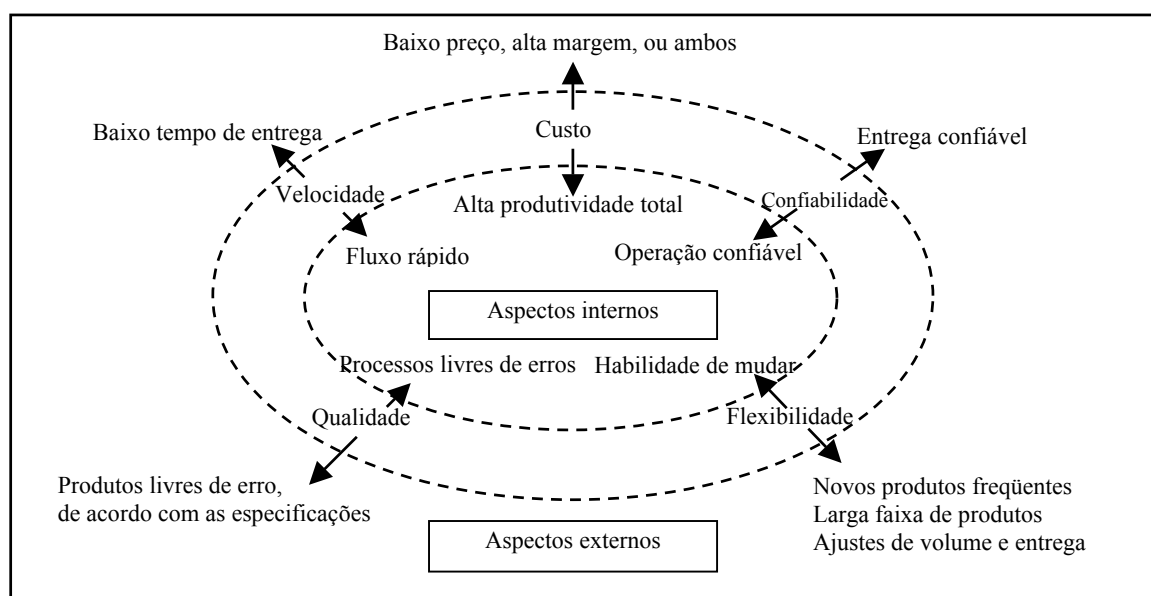 Baixo preço, alta margem, ou ambos
Baixo tempo de entrega
Custo
Entrega confiável
Velocidade
Alta produtividade total
Confiabilidade
Fluxo rápido
Operação confiável
Aspectos internos
Processos livres de erros
Habilidade de mudar
Qualidade
Flexibilidade
Produtos livres de erro,
de acordo com as especificações
Novos produtos freqüentes
Larga faixa de produtos
Ajustes de volume e entrega
Aspectos externos